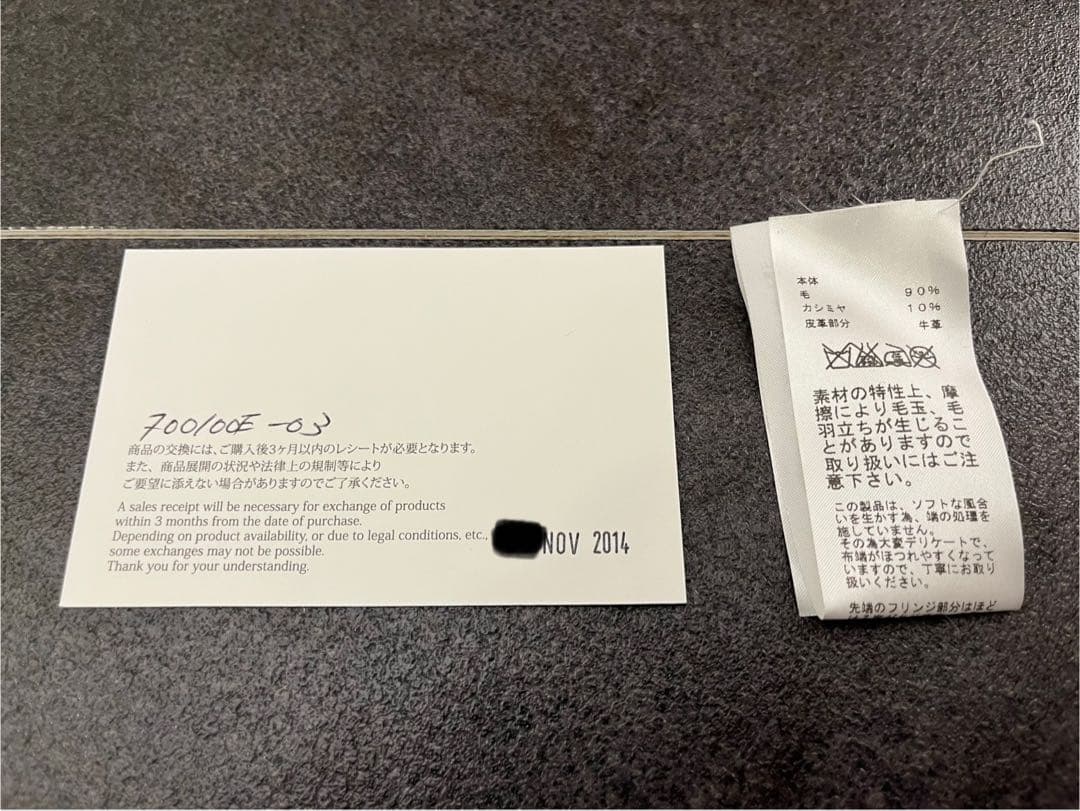 700100E-03
商品の交換には、ご購入後3ヶ月以内のレシートが必要となります。
また、商品展開の状況や法律上の規制等により
ご要望に添えない場合がありますのでご了承ください。
A sales receipt will be necessary for exchange of products
within 3 months from the date of purchase.
Depending on product availability, or due to legal conditions, etc.,
some exchanges may not be possible.
Thank you for your understanding.
NOV 2014
本体
毛 90%
カシミヤ 10%
皮革部分 牛革
素材の特性上、摩
擦により毛玉、毛
羽立ちが生じるこ
とがありますので
取り扱いにはご注
意下さい。
この製品は、ソフトな風合
いを生かす為、端の処理を
施していません。
その為大変デリケートで、
布端がほつれやすくなって
いますので、丁寧にお取り
扱いください。
先端のフリンジ部分はほど